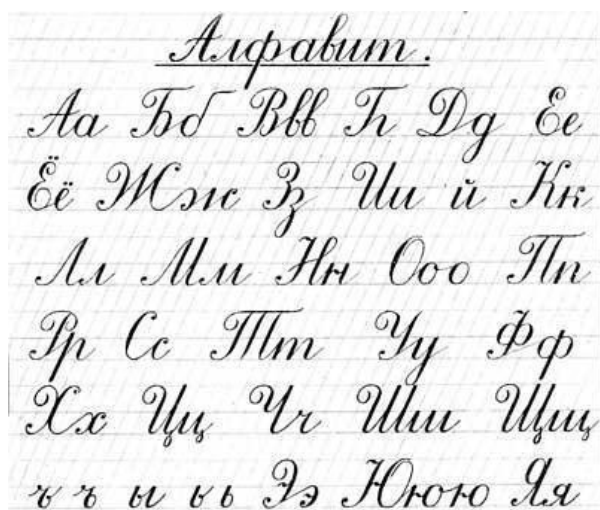 Алфавит.
Аа Бб Ввв Гг Дд Ее
Ёё Жж Зз Ии й Кк
Лл Мм Нн Ооо Пп
Рр Сс Тт Уу Фф
Хх Цц Чч Шш Щщ
ъ ъ ы ь ь Ээ Ююю Яя